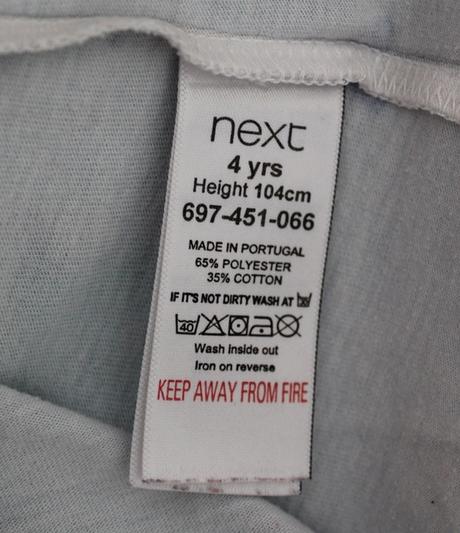 next
4 yrs
Height 104cm
697-451-066
MADE IN PORTUGAL
65% POLYESTER
35% COTTON
IF IT'S NOT DIRTY WASH AT
40
Wash inside out
Iron on reverse
KEEP AWAY FROM FIRE